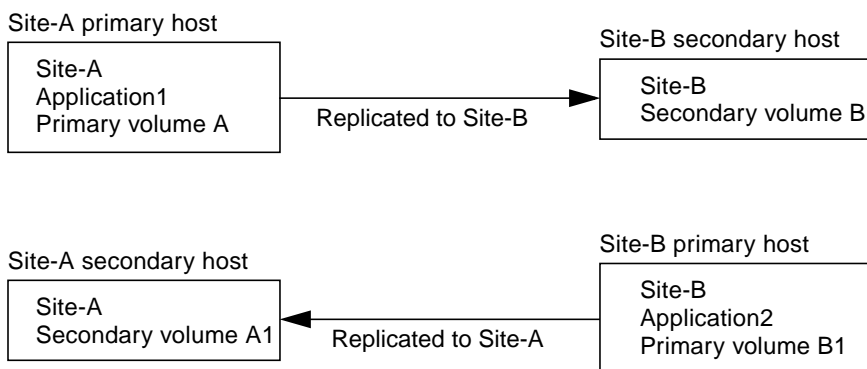 Site-A primary host
Site-A
Application1
Primary volume A
Replicated to Site-B
Site-B secondary host
Site-B
Secondary volume B
Site-A secondary host
Site-A
Secondary volume A1
Replicated to Site-A
Site-B primary host
Site-B
Application2
Primary volume B1